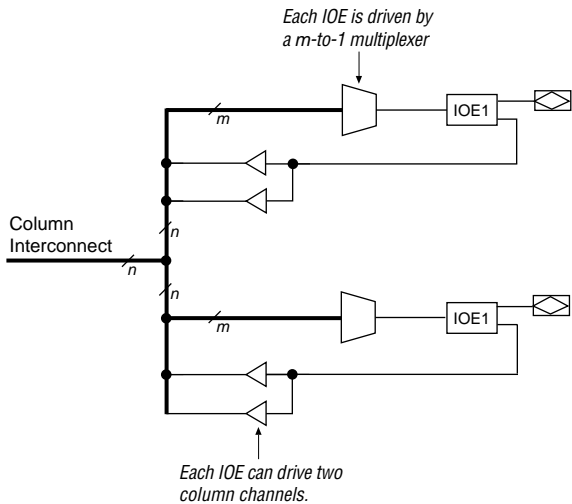 Each IOE is driven by
a m-to-1 multiplexer
m
IOE1
n
Column
Interconnect
n
n
m
IOE1
Each IOE can drive two
column channels.